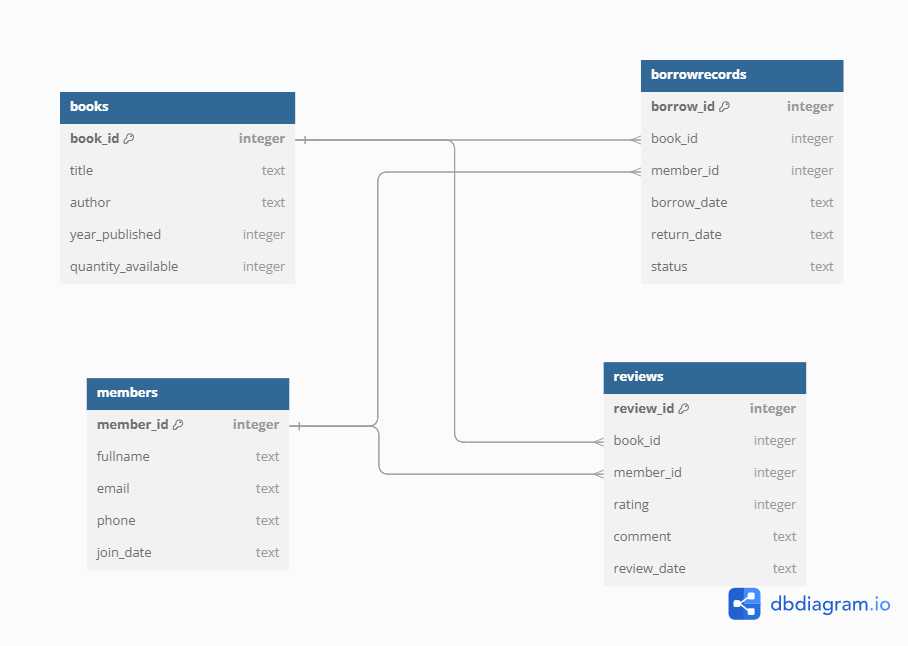 books
book_id integer
title text
author text
year_published integer
quantity_available integer
borrowrecords
borrow_id integer
book_id integer
member_id integer
borrow_date text
return_date text
status text
members
member_id integer
fullname text
email text
phone text
join_date text
reviews
review_id integer
book_id integer
member_id integer
rating integer
comment text
review_date text
dbdiagram.io